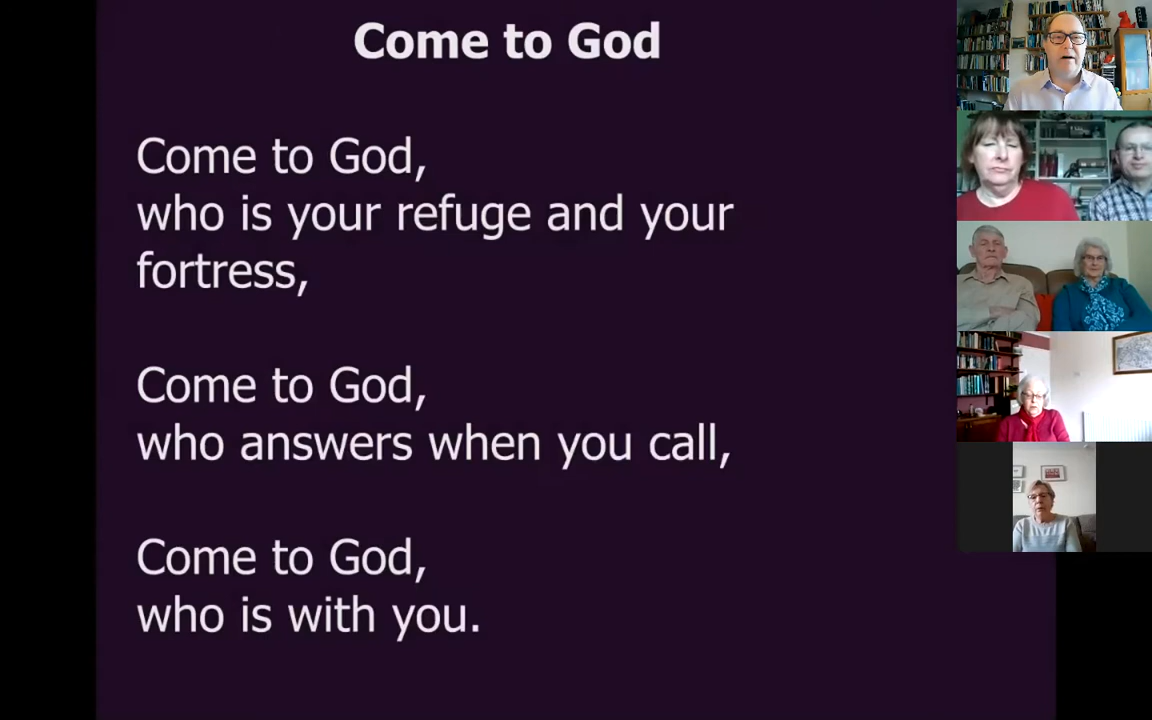 Come to God
Come to God,
who is your refuge and your
fortress,
Come to God,
who answers when you call,
Come to God,
who is with you.